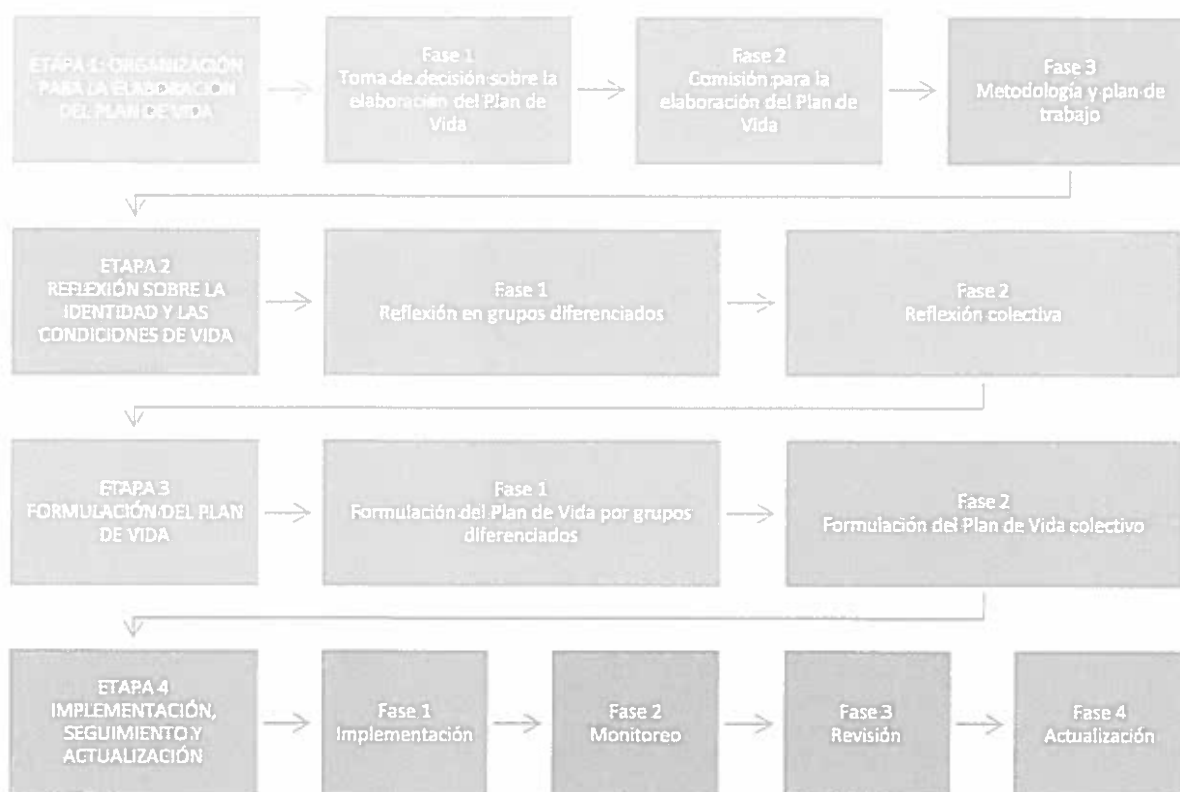 ETAPA 1: ORGANIZACIÓN
PARA LA ELABORACIÓN
DEL PLAN DE VIDA
Fase 1
Toma de decisión sobre la
elaboración del Plan de
Vida
Fase 2
Comisión para la
elaboración del Plan de
Vida
Fase 3
Metodología y plan de
trabajo
ETAPA 2
REFLEXIÓN SOBRE LA
IDENTIDAD Y LAS
CONDICIONES DE VIDA
Fase 1
Reflexión en grupos diferenciados
Fase 2
Reflexión colectiva
ETAPA 3
FORMULACIÓN DEL PLAN
DE VIDA
Fase 1
Formulación del Plan de Vida por grupos
diferenciados
Fase 2
Formulación del Plan de Vida colectivo
ETAPA 4
IMPLEMENTACIÓN,
SEGUIMIENTO Y
ACTUALIZACIÓN
Fase 1
Implementación
Fase 2
Monitoreo
Fase 3
Revisión
Fase 4
Actualización